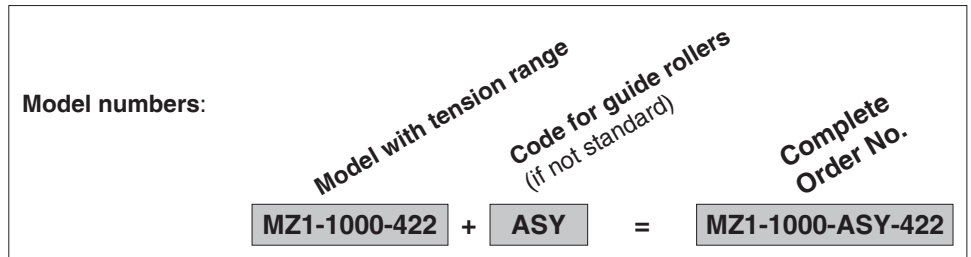 Model numbers:
Model with tension range
Code for guide rollers
(if not standard)
Complete
Order No.
MZ1-1000-422 + ASY = MZ1-1000-ASY-422